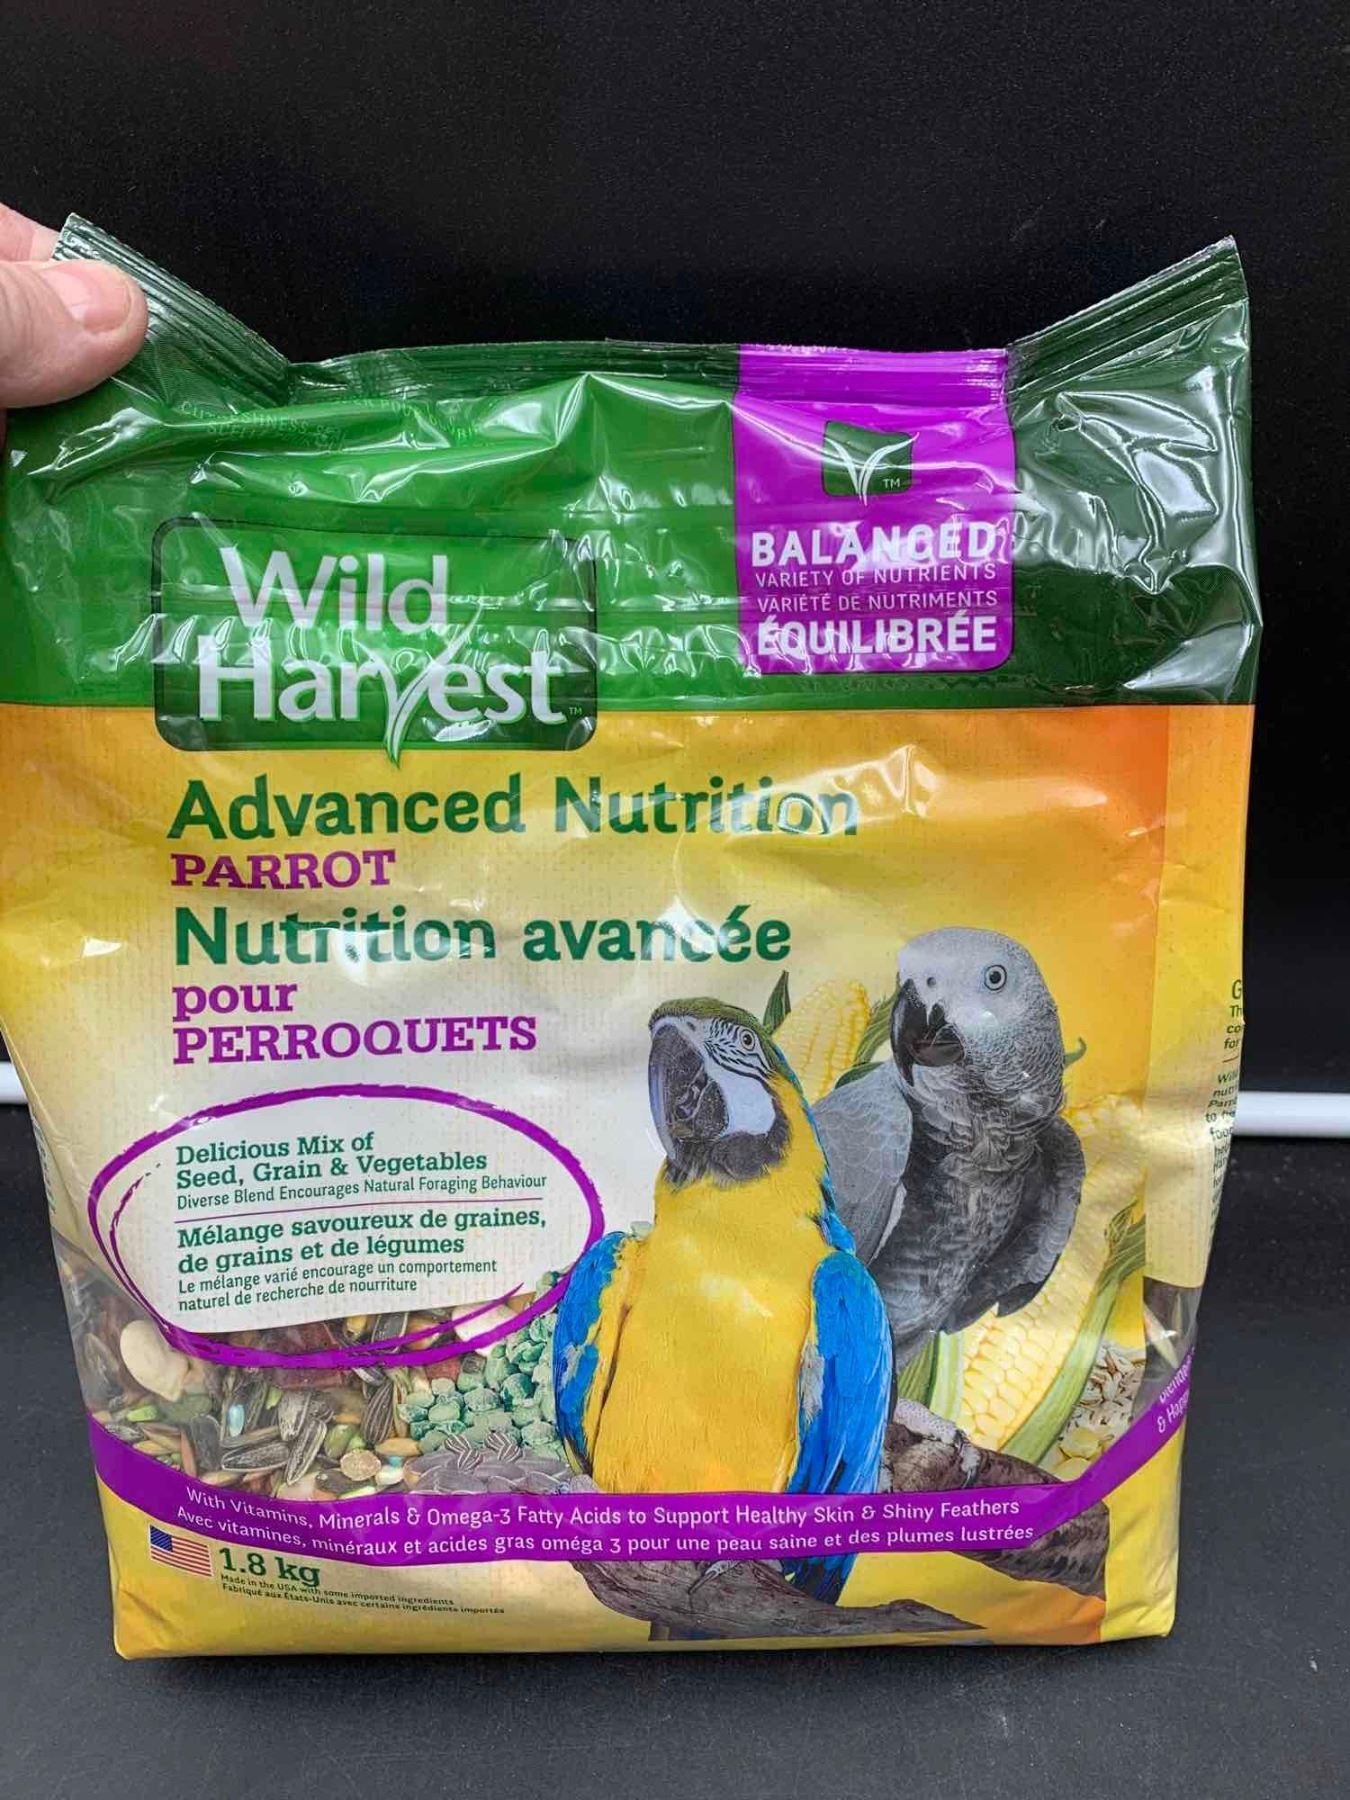 Wild
Harvest™
TM
BALANCED
VARIETY OF NUTRIENTS
VARIÉTÉ DE NUTRIMENTS
ÉQUILIBRÉE
Advanced Nutrition
PARROT
Nutrition avancée
pour
PERROQUETS
Delicious Mix of
Seed, Grain & Vegetables
Diverse Blend Encourages Natural Foraging Behaviour
Mélange savoureux de graines,
de grains et de légumes
Le mélange varié encourage un comportement
naturel de recherche de nourriture
With Vitamins, Minerals & Omega-3 Fatty Acids to Support Healthy Skin & Shiny Feathers
Avec vitamines, minéraux et acides gras oméga 3 pour une peau saine et des plumes lustrées
1.8 kg
Made in the USA with some imported ingredients
Fabriqué aux États-Unis avec certains ingrédients importés